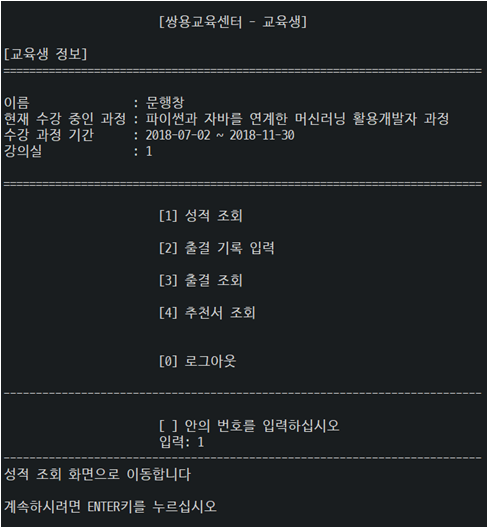 [쌍용교육센터 - 교육생]
[교육생 정보]
이름 : 문행창
현재 수강 중인 과정 : 파이썬과 자바를 연계한 머신러닝 활용개발자 과정
수강 과정 기간 : 2018-07-02 ~ 2018-11-30
강의실 : 1
[1] 성적 조회
[2] 출결 기록 입력
[3] 출결 조회
[4] 추천서 조회
[0] 로그아웃
[ ] 안의 번호를 입력하십시오
입력: 1
성적 조회 화면으로 이동합니다
계속하시려면 ENTER키를 누르십시오